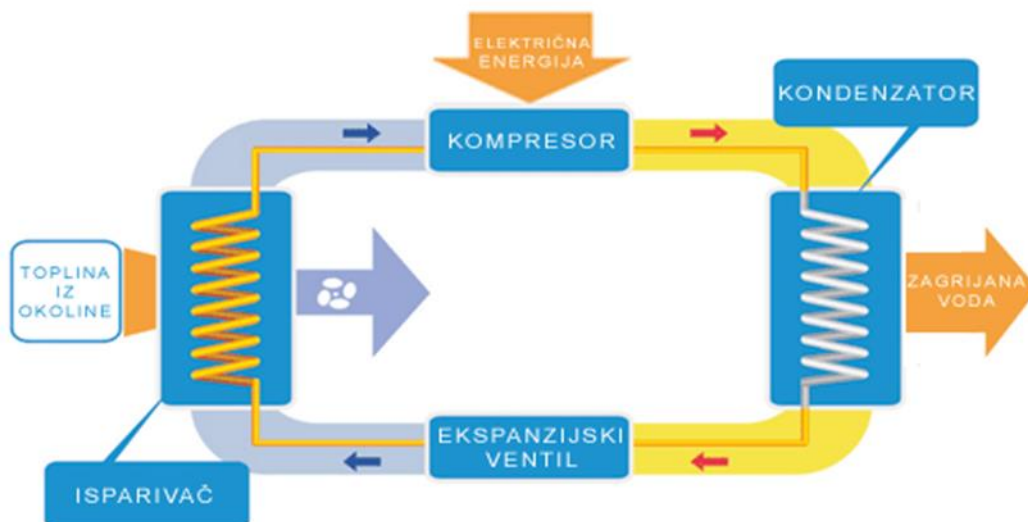 ELEKTRIČNA
ENERGIJA
KOMPRESOR
KONDENZATOR
TOPLINA
IZ
OKOLINE
ZAGRIJANA
VODA
EKSPANZIJSKI
VENTIL
ISPARIVAČ